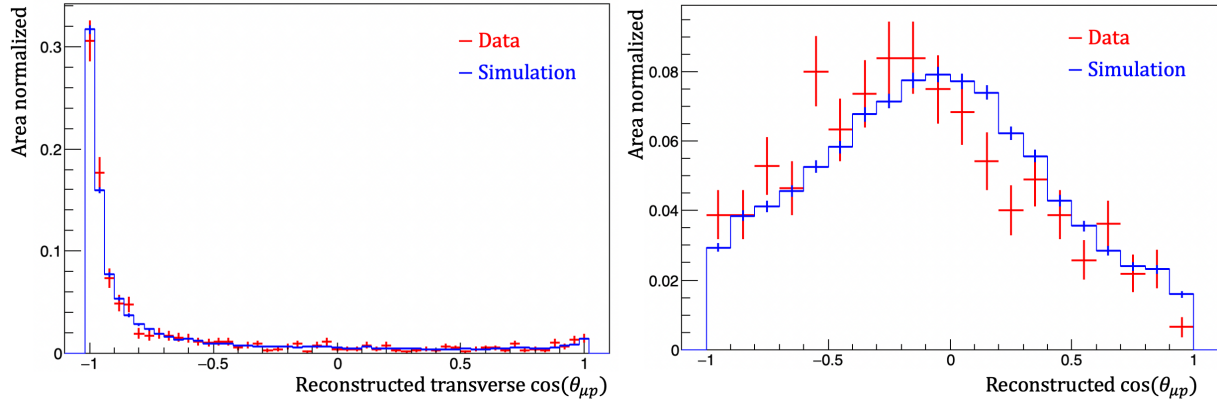 Area normalized
0.3
0.2
0.1
0
−1
−0.5
0
0.5
1
Data
Simulation
Reconstructed transverse cos(θμp)
Area normalized
0.08
0.06
0.04
0.02
0
−1
−0.5
0
0.5
1
Data
Simulation
Reconstructed cos(θμp)